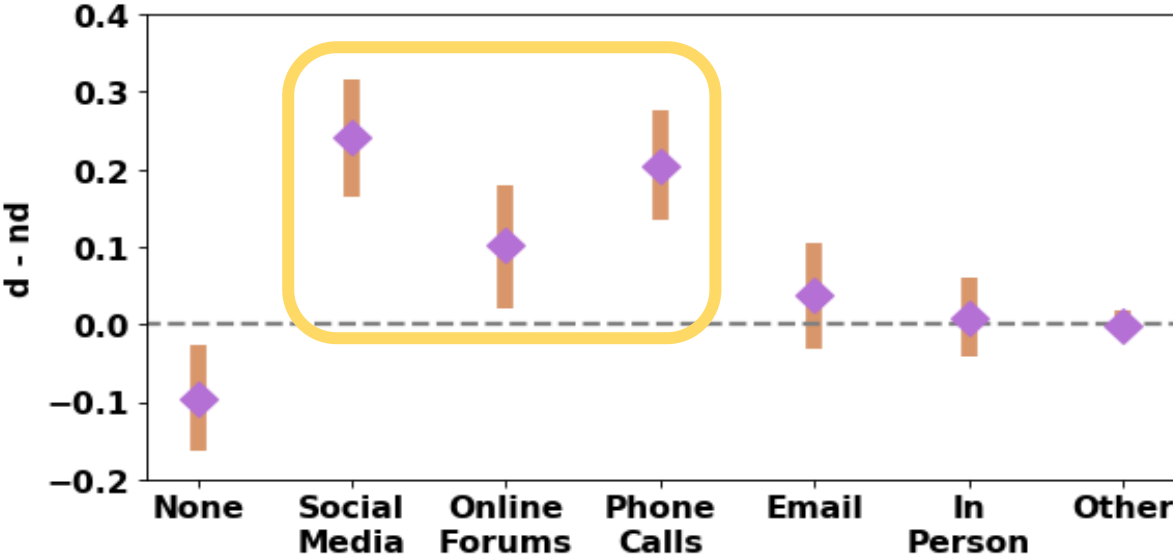 0.4
0.3
0.2
0.1
0.0
−0.1
−0.2
d - nd
None Social Online Phone Email In Other
Media Forums Calls Person